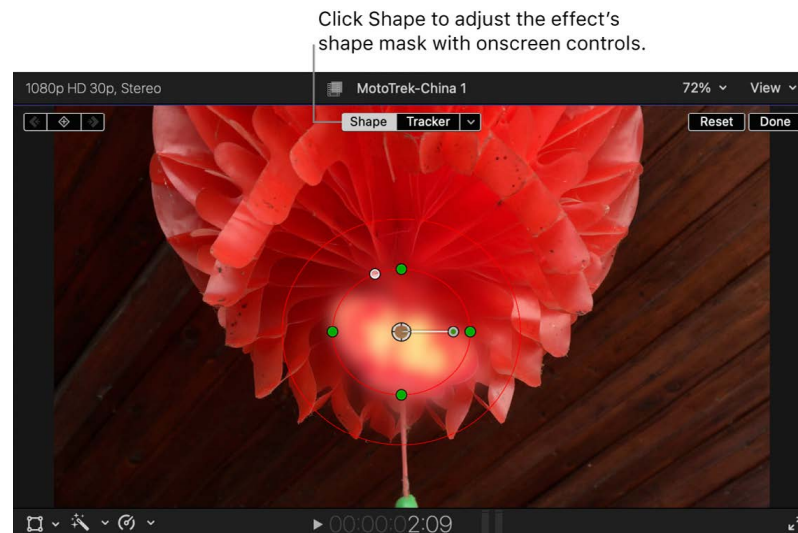 Click Shape to adjust the effect’s
shape mask with onscreen controls.
1080p HD 30p, Stereo
MotoTrek-China 1
72%
View
Shape
Tracker
Reset
Done
00:00:02:09